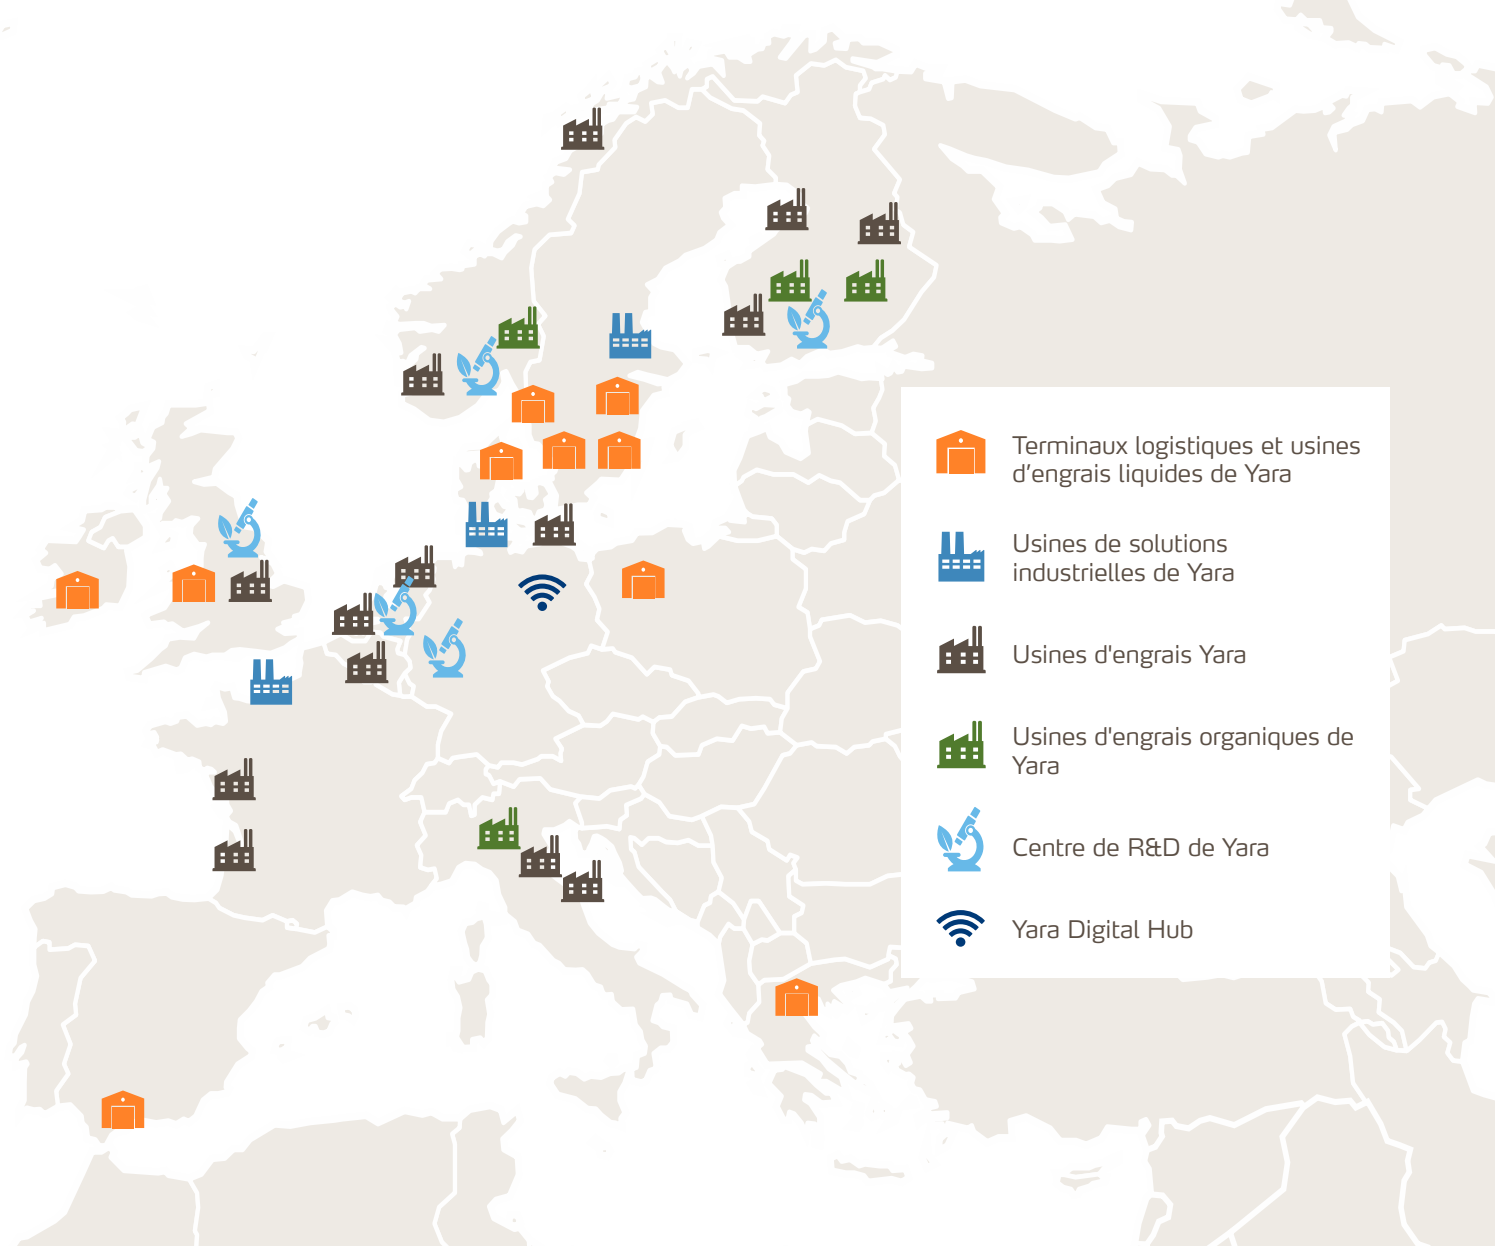 Terminaux logistiques et usines
d’engrais liquides de Yara
Usines de solutions
industrielles de Yara
Usines d'engrais Yara
Usines d'engrais organiques de
Yara
Centre de R&D de Yara
Yara Digital Hub